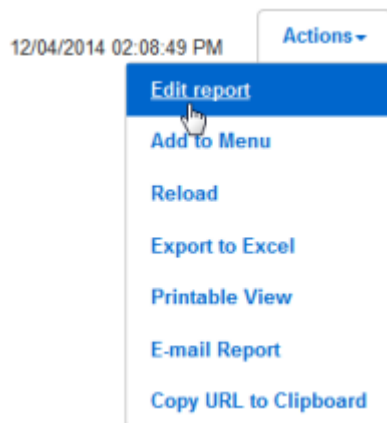 12/04/2014 02:08:49 PM Actions
Edit report
Add to Menu
Reload
Export to Excel
Printable View
E-mail Report
Copy URL to Clipboard